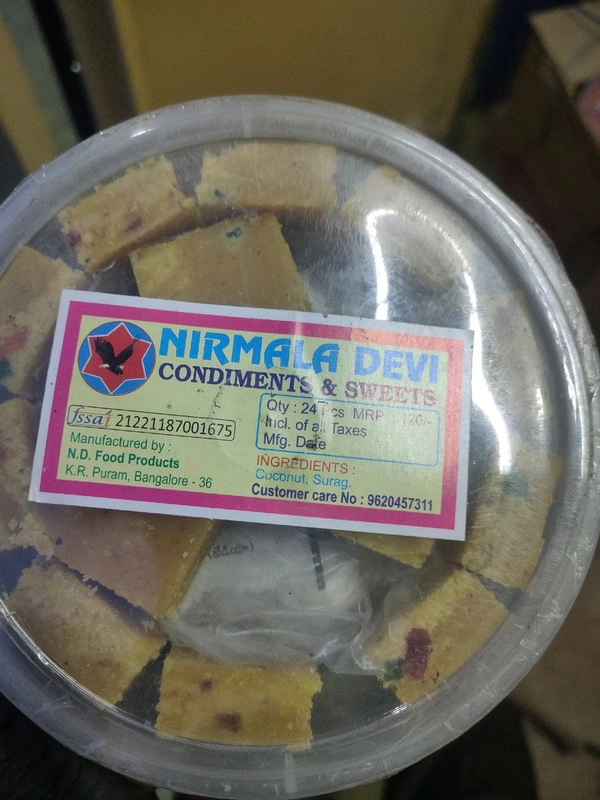 NIRMALA DEVI
CONDIMENTS & SWEETS
fssai 21221187001675
Manufactured by :
N.D. Food Products
K.R. Puram, Bangalore - 36
Qty : 24 Pcs MRP : 120/-
Incl. of all Taxes
Mfg. Date
INGREDIENTS :
Coconut, Surag,
Customer care No : 9620457311